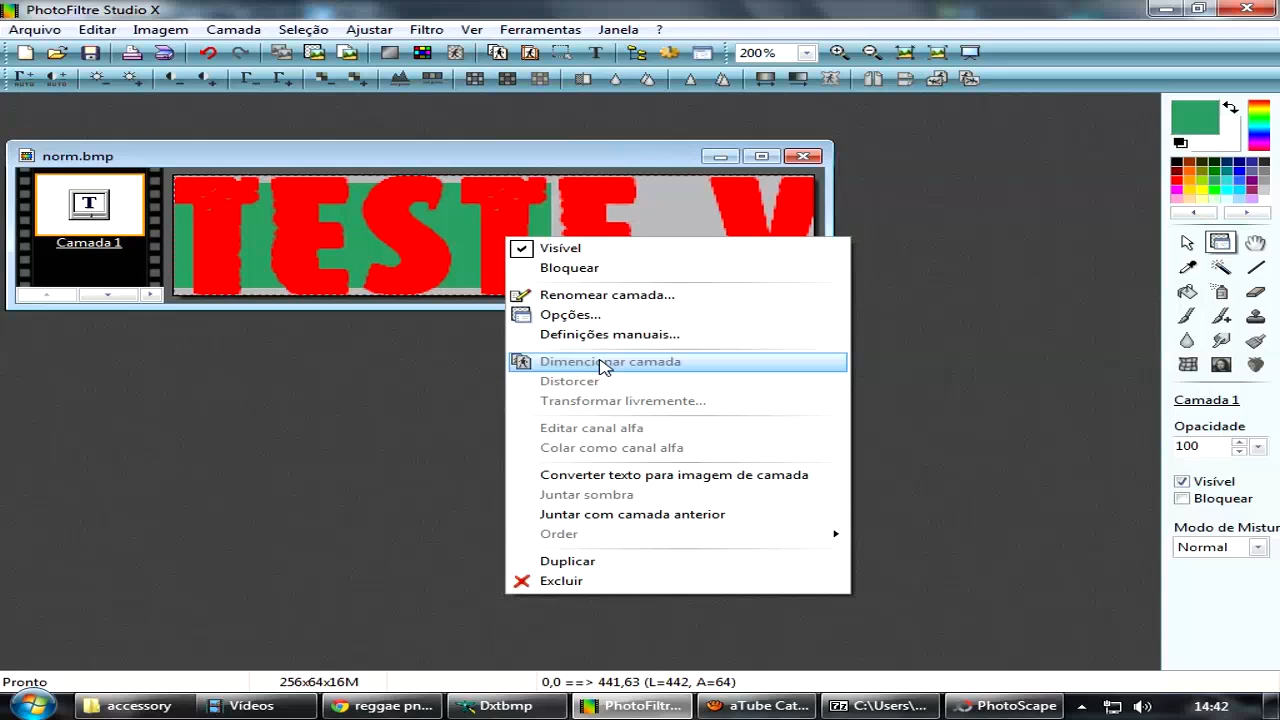 PhotoFiltre Studio X
Arquivo Editar Imagem Camada Seleção Ajustar Filtro Ver Ferramentas Janela ?
200%
AUTO AUTO
norm.bmp
T
Camada 1
TESTE V
Visível
Bloquear
Renomear camada...
Opções...
Definições manuais...
Dimencionar camada
Distorcer
Transformar livremente...
Editar canal alfa
Colar como canal alfa
Converter texto para imagem de camada
Juntar sombra
Juntar com camada anterior
Order
Duplicar
Excluir
Camada 1
Opacidade
100
Visível
Bloquear
Modo de Mistur
Normal
Pronto 256x64x16M 0,0 ==> 441,63 (L=442, A=64)
accessory Vídeos reggae pn... Dxtbmp PhotoFiltr... aTube Cat... C:\Users\... PhotoScape 14:42